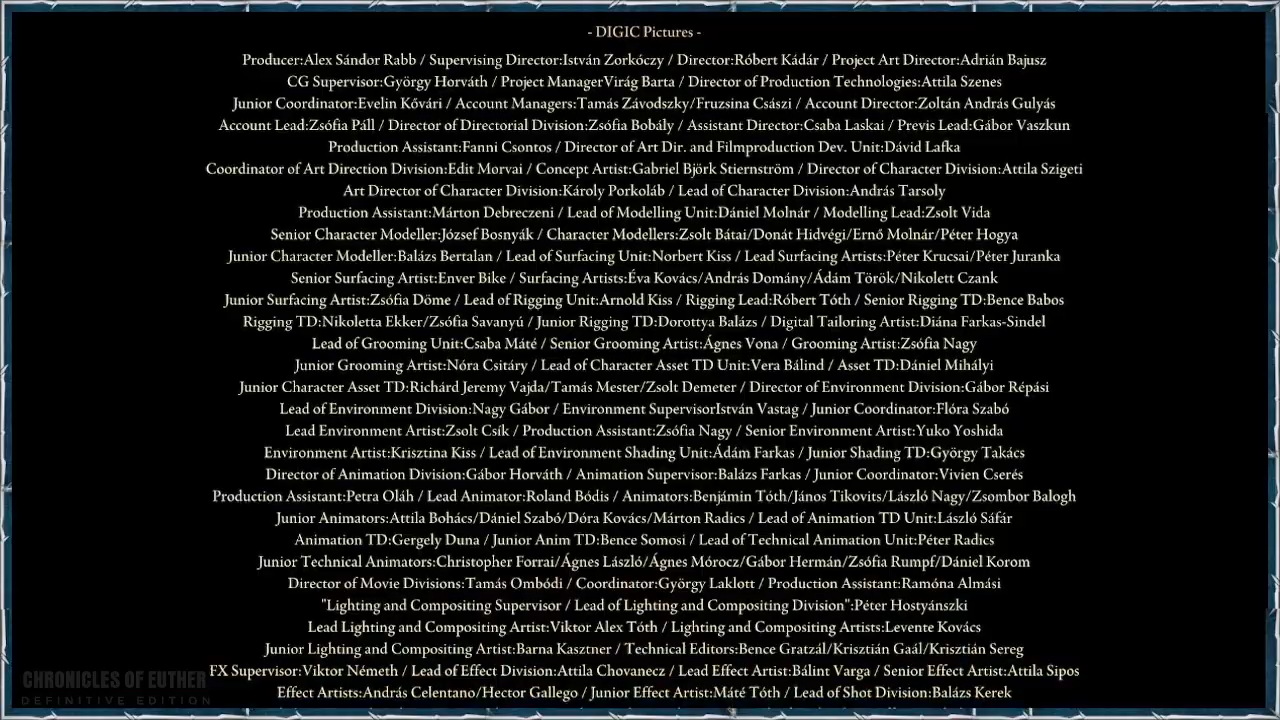 - DIGIC Pictures -
Producer:Alex Sándor Rabb / Supervising Director:István Zorkóczy / Director:Róbert Kádár / Project Art Director:Adrián Bajusz
CG Supervisor:György Horváth / Project ManagerVirág Barta / Director of Production Technologies:Attila Szenes
Junior Coordinator:Evelin Kővári / Account Managers:Tamás Závodszky/Fruzsina Császi / Account Director:Zoltán András Gulyás
Account Lead:Zsófia Páll / Director of Directorial Division:Zsófia Bobály / Assistant Director:Csaba Laskai / Previs Lead:Gábor Vaszkun
Production Assistant:Fanni Csontos / Director of Art Dir. and Filmproduction Dev. Unit:Dávid Lafka
Coordinator of Art Direction Division:Edit Morvai / Concept Artist:Gabriel Björk Stiernström / Director of Character Division:Attila Szigeti
Art Director of Character Division:Károly Porkoláb / Lead of Character Division:András Tarsoly
Production Assistant:Márton Debreczeni / Lead of Modelling Unit:Dániel Molnár / Modelling Lead:Zsolt Vida
Senior Character Modeller:József Bosnyák / Character Modellers:Zsolt Bátai/Donát Hidvégi/Ernő Molnár/Péter Hogya
Junior Character Modeller:Balázs Bertalan / Lead of Surfacing Unit:Norbert Kiss / Lead Surfacing Artists:Péter Krucsai/Péter Juranka
Senior Surfacing Artist:Enver Bike / Surfacing Artists:Éva Kovács/András Domány/Ádám Török/Nikolett Czank
Junior Surfacing Artist:Zsófia Döme / Lead of Rigging Unit:Arnold Kiss / Rigging Lead:Róbert Tóth / Senior Rigging TD:Bence Babos
Rigging TD:Nikoletta Ekker/Zsófia Savanyú / Junior Rigging TD:Dorottya Balázs / Digital Tailoring Artist:Diána Farkas-Sindel
Lead of Grooming Unit:Csaba Máté / Senior Grooming Artist:Ágnes Vona / Grooming Artist:Zsófia Nagy
Junior Grooming Artist:Nóra Csitáry / Lead of Character Asset TD Unit:Vera Bálind / Asset TD:Dániel Mihályi
Junior Character Asset TD:Richárd Jeremy Vajda/Tamás Mester/Zsolt Demeter / Director of Environment Division:Gábor Répási
Lead of Environment Division:Nagy Gábor / Environment SupervisorIstván Vastag / Junior Coordinator:Flóra Szabó
Lead Environment Artist:Zsolt Csík / Production Assistant:Zsófia Nagy / Senior Environment Artist:Yuko Yoshida
Environment Artist:Krisztina Kiss / Lead of Environment Shading Unit:Ádám Farkas / Junior Shading TD:György Takács
Director of Animation Division:Gábor Horváth / Animation Supervisor:Balázs Farkas / Junior Coordinator:Vivien Cserés
Production Assistant:Petra Oláh / Lead Animator:Roland Bódis / Animators:Benjámin Tóth/János Tikovits/László Nagy/Zsombor Balogh
Junior Animators:Attila Bohács/Dániel Szabó/Dóra Kovács/Márton Radics / Lead of Animation TD Unit:László Sáfár
Animation TD:Gergely Duna / Junior Anim TD:Bence Somosi / Lead of Technical Animation Unit:Péter Radics
Junior Technical Animators:Christopher Forrai/Ágnes László/Ágnes Mórocz/Gábor Hermán/Zsófia Rumpf/Dániel Korom
Director of Movie Divisions:Tamás Ombódi / Coordinator:György Laklott / Production Assistant:Ramóna Almási
"Lighting and Compositing Supervisor / Lead of Lighting and Compositing Division":Péter Hostyánszki
Lead Lighting and Compositing Artist:Viktor Alex Tóth / Lighting and Compositing Artists:Levente Kovács
Junior Lighting and Compositing Artist:Barna Kasztner / Technical Editors:Bence Gratzál/Krisztián Gaál/Krisztián Sereg
FX Supervisor:Viktor Németh / Lead of Effect Division:Attila Chovanecz / Lead Effect Artist:Bálint Varga / Senior Effect Artist:Attila Sipos
Effect Artists:András Celentano/Hector Gallego / Junior Effect Artist:Máté Tóth / Lead of Shot Division:Balázs Kerek
CHRONICLES OF EUTHER
DEFINITIVE EDITION